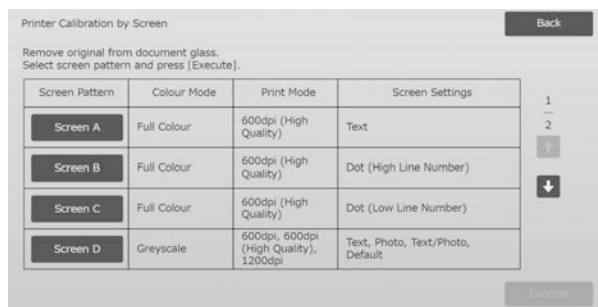 Printer Calibration by Screen
Back
Remove original from document glass.
Select screen pattern and press [Execute].
Screen Pattern Colour Mode Print Mode Screen Settings
Screen A Full Colour 600dpi (High
Quality) Text
Screen B Full Colour 600dpi (High
Quality) Dot (High Line Number)
Screen C Full Colour 600dpi (High
Quality) Dot (Low Line Number)
Screen D Greyscale 600dpi, 600dpi
(High Quality),
1200dpi Text, Photo, Text/Photo,
Default
1
2
Execute